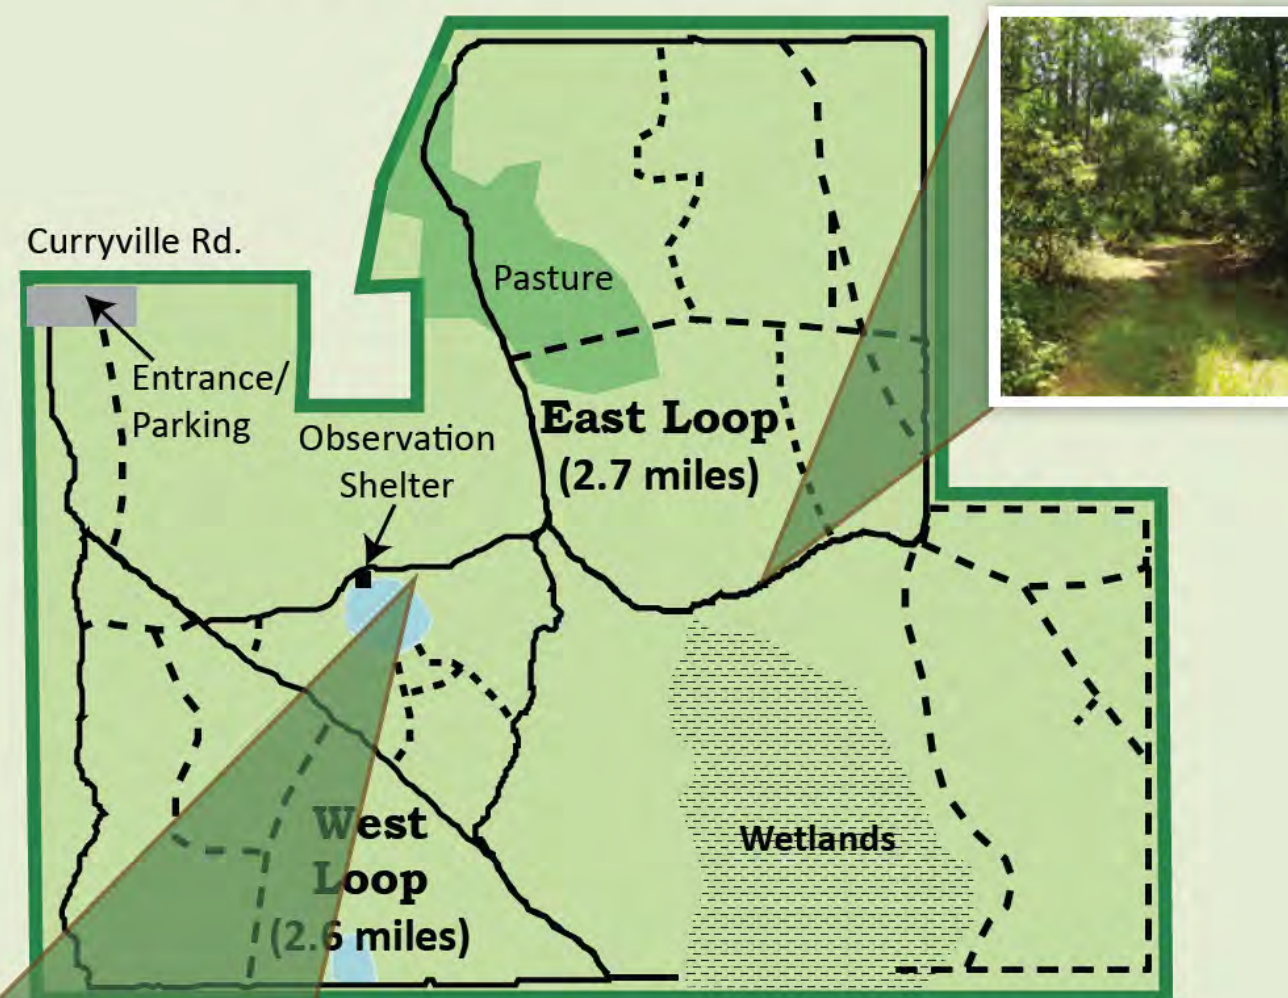 Curryville Rd.
Entrance/
Parking
Observation
Shelter
Pasture
East Loop
(2.7 miles)
West
Loop
(2.6 miles)
Wetlands